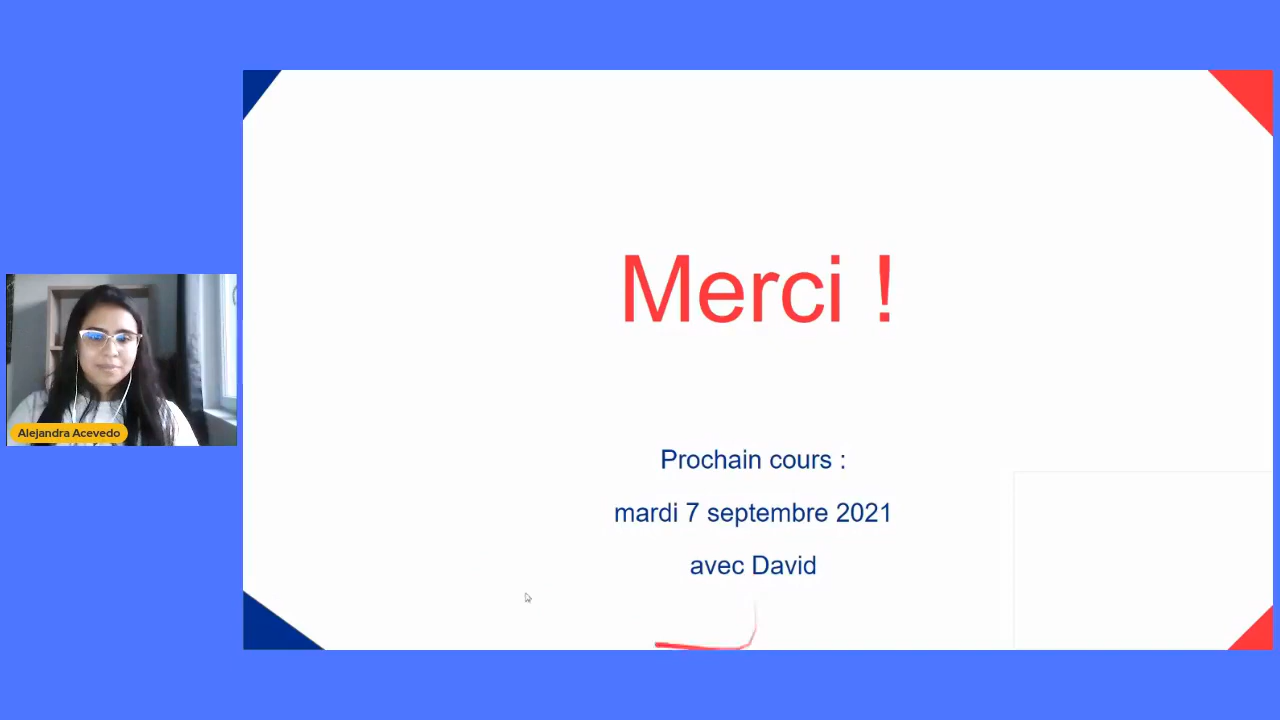 Merci !
Prochain cours :
mardi 7 septembre 2021
avec David
Alejandra Acevedo